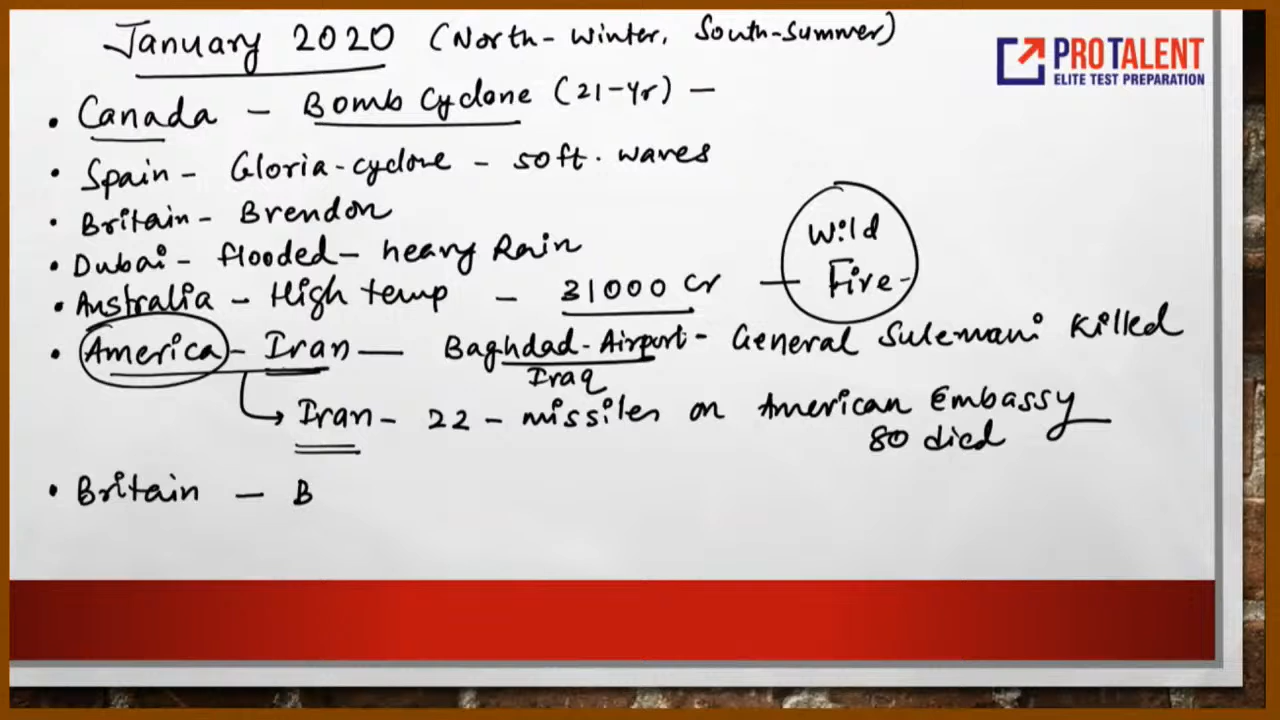 January 2020 (North-Winter, South-Summer)
PROTALENT
ELITE TEST PREPARATION
• Canada - Bomb Cyclone (21-Yr) -
• Spain - Gloria-cyclone - 50ft. waves
• Britain - Brendon
• Dubai - flooded - heavy Rain
• Australia - High temp - 31000 Cr - Wild Fire -
• America - Iran - Baghdad-Airport - General Sulemani Killed
Iraq
Iran - 22 - missiles on American Embassy
80 died
• Britain - B